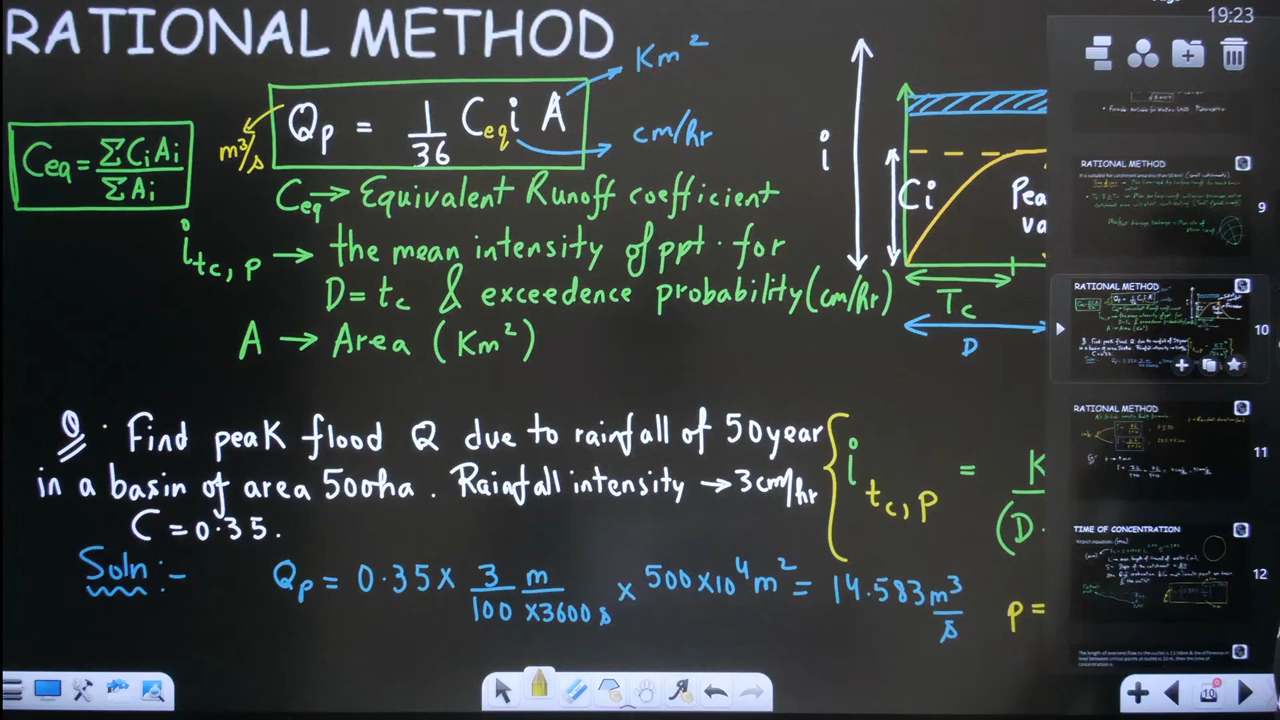 19:23
RATIONAL METHOD
Km²
Qp = 1/36 Ceq i A
m³/s
cm/hr
Ceq = ΣCiAi / ΣAi
Ceq → Equivalent Runoff coefficient
i tc,p → the mean intensity of ppt. for
D = tc & exceedence probability (cm/hr)
A → Area (Km²)
i
Ci
Pea
va
Tc
D
Q. Find peak flood Q due to rainfall of 50year
in a basin of area 500ha. Rainfall intensity → 3cm/hr
C = 0.35.
i tc,p = K
(D.
Soln :-
Qp = 0.35 × 3/100 m/×3600 s × 500×10⁴ m² = 14.583 m³/s
p =
RATIONAL METHOD
9
RATIONAL METHOD
10
RATIONAL METHOD
11
TIME OF CONCENTRATION
12
10